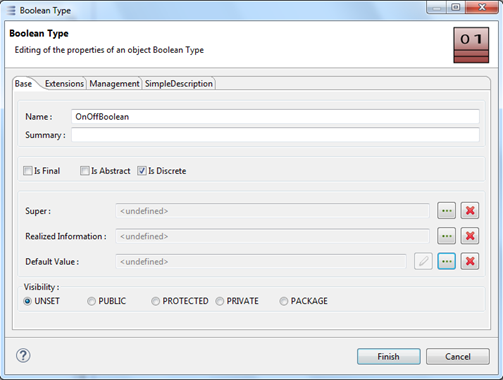 Boolean Type
Boolean Type
Editing of the properties of an object Boolean Type
01
Base Extensions Management SimpleDescription
Name : OnOffBoolean
Summary :
Is Final Is Abstract Is Discrete
Super : <undefined>
Realized Information : <undefined>
Default Value : <undefined>
Visibility :
UNSET PUBLIC PROTECTED PRIVATE PACKAGE
? Finish Cancel